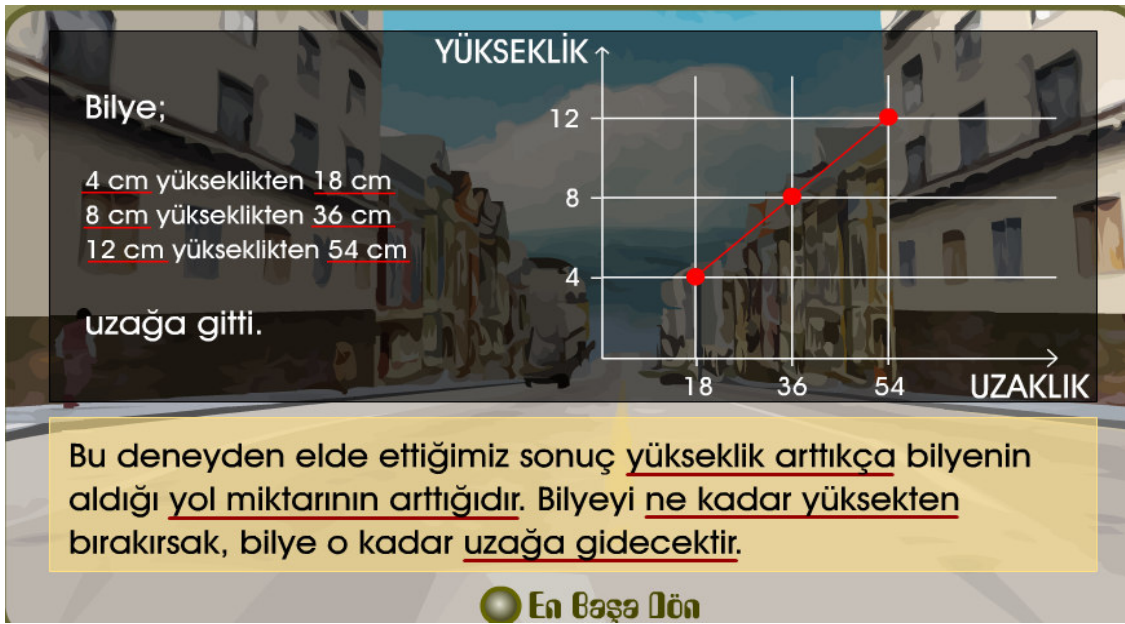 YÜKSEKLİK
Bilye;
4 cm yükseklikten 18 cm
8 cm yükseklikten 36 cm
12 cm yükseklikten 54 cm
uzağa gitti.
12
8
4
18 36 54 UZAKLIK
Bu deneyden elde ettiğimiz sonuç yükseklik arttıkça bilyenin
aldığı yol miktarının arttığıdır. Bilyeyi ne kadar yüksekten
bırakırsak, bilye o kadar uzağa gidecektir.
En Başa Dön